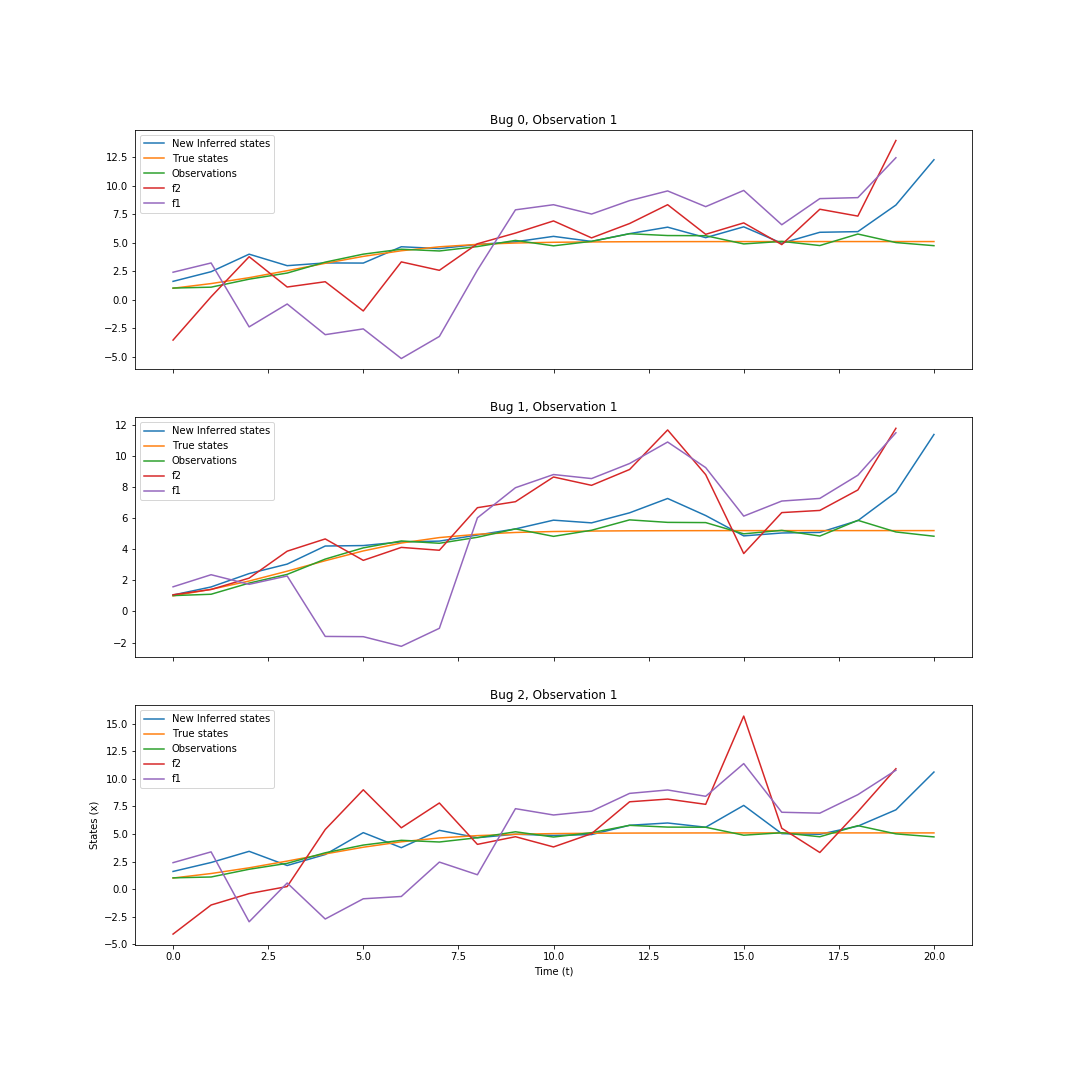 Bug 0, Observation 1
New Inferred states
True states
Observations
f2
f1
12.5
10.0
7.5
5.0
2.5
0.0
−2.5
−5.0
Bug 1, Observation 1
New Inferred states
True states
Observations
f2
f1
12
10
8
6
4
2
0
−2
Bug 2, Observation 1
New Inferred states
True states
Observations
f2
f1
15.0
12.5
10.0
7.5
5.0
2.5
0.0
−2.5
−5.0
States (x)
0.0 2.5 5.0 7.5 10.0 12.5 15.0 17.5 20.0
Time (t)